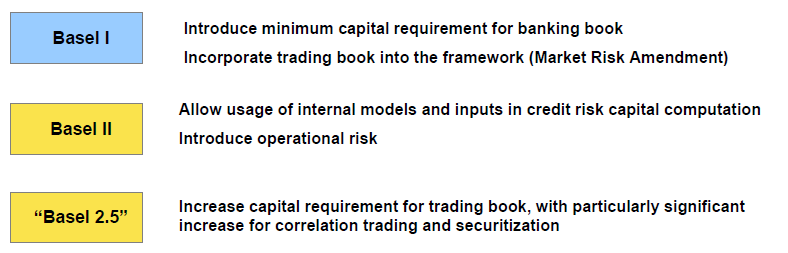 Basel I
Introduce minimum capital requirement for banking book
Incorporate trading book into the framework (Market Risk Amendment)
Basel II
Allow usage of internal models and inputs in credit risk capital computation
Introduce operational risk
“Basel 2.5”
Increase capital requirement for trading book, with particularly significant
increase for correlation trading and securitization